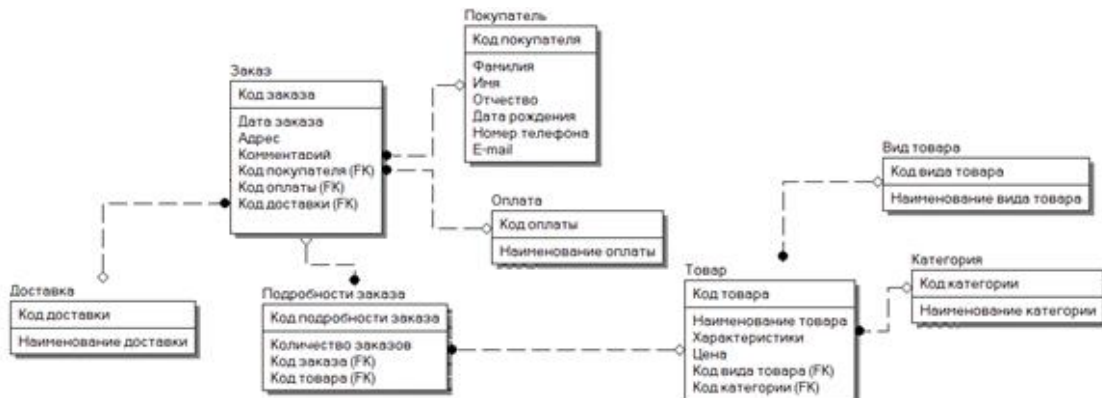 Покупатель
Код покупателя
Фамилия
Имя
Отчество
Дата рождения
Номер телефона
E-mail
Заказ
Код заказа
Дата заказа
Адрес
Комментарий
Код покупателя (FK)
Код оплаты (FK)
Код доставки (FK)
Вид товара
Код вида товара
Наименование вида товара
Оплата
Код оплаты
Наименование оплаты
Категория
Код категории
Наименование категории
Доставка
Код доставки
Наименование доставки
Подробности заказа
Код подробности заказа
Количество заказов
Код заказа (FK)
Код товара (FK)
Товар
Код товара
Наименование товара
Характеристики
Цена
Код вида товара (FK)
Код категории (FK)